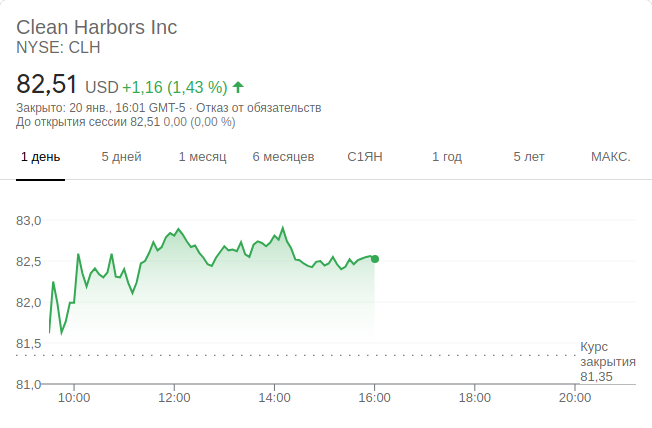 Clean Harbors Inc
NYSE: CLH
82,51 USD +1,16 (1,43 %)
Закрыто: 20 янв., 16:01 GMT-5 · Отказ от обязательств
До открытия сессии 82,51 0,00 (0,00 %)
1 день 5 дней 1 месяц 6 месяцев С1ЯН 1 год 5 лет МАКС.
83,0
82,5
82,0
81,5
81,0
Курс
закрытия
81,35
10:00 12:00 14:00 16:00 18:00 20:00